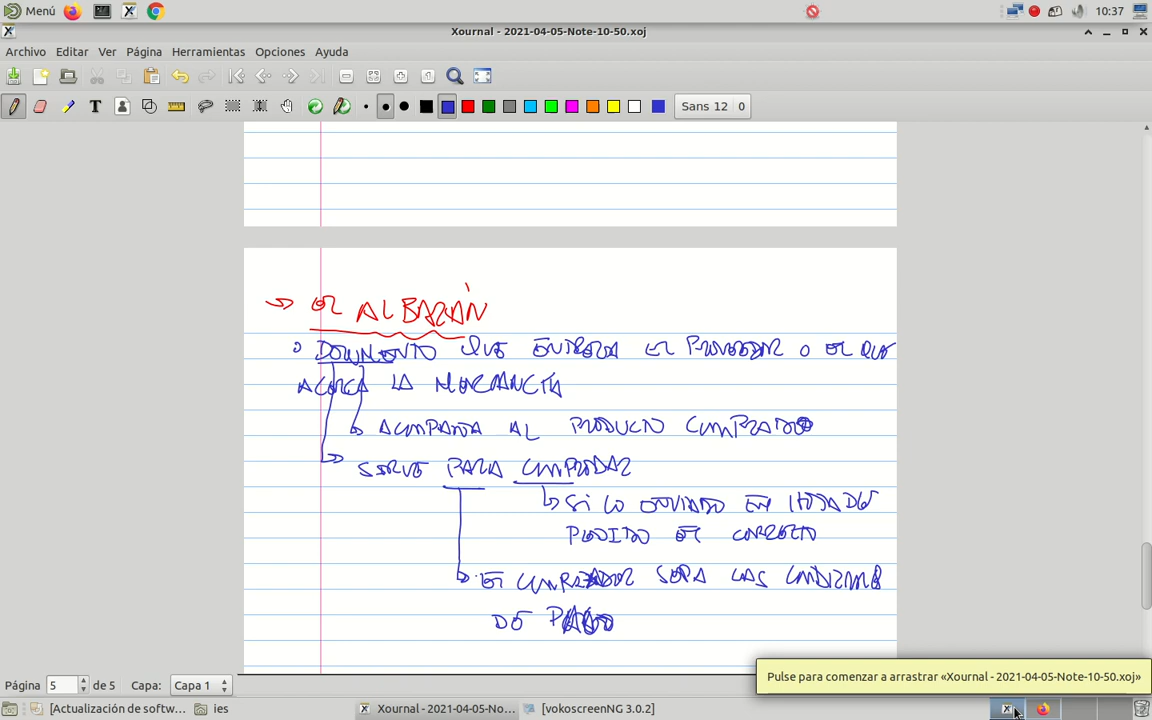 Menú 10:37
Xournal - 2021-04-05-Note-10-50.xoj
Archivo Editar Ver Página Herramientas Opciones Ayuda
Sans 12 0
→ EL ALBARÁN
DOCUMENTO QUE ENTREGA EL PROVEEDOR O EL QUE
ACERCA LA MERCANCÍA
ACOMPAÑA AL PRODUCTO COMPRADO
SERVE PARA COMPROBAR
SI LO ENVIADO EN HOJA DE
PEDIDO ES CORRECTO
EL COMPRADOR SEPA LAS CONDICIONES
DE PAGO
Pulse para comenzar a arrastrar «Xournal - 2021-04-05-Note-10-50.xoj»
Página 5 de 5 Capa: Capa 1
[Actualización de softw... ies Xournal - 2021-04-05-No... [vokoscreenNG 3.0.2]